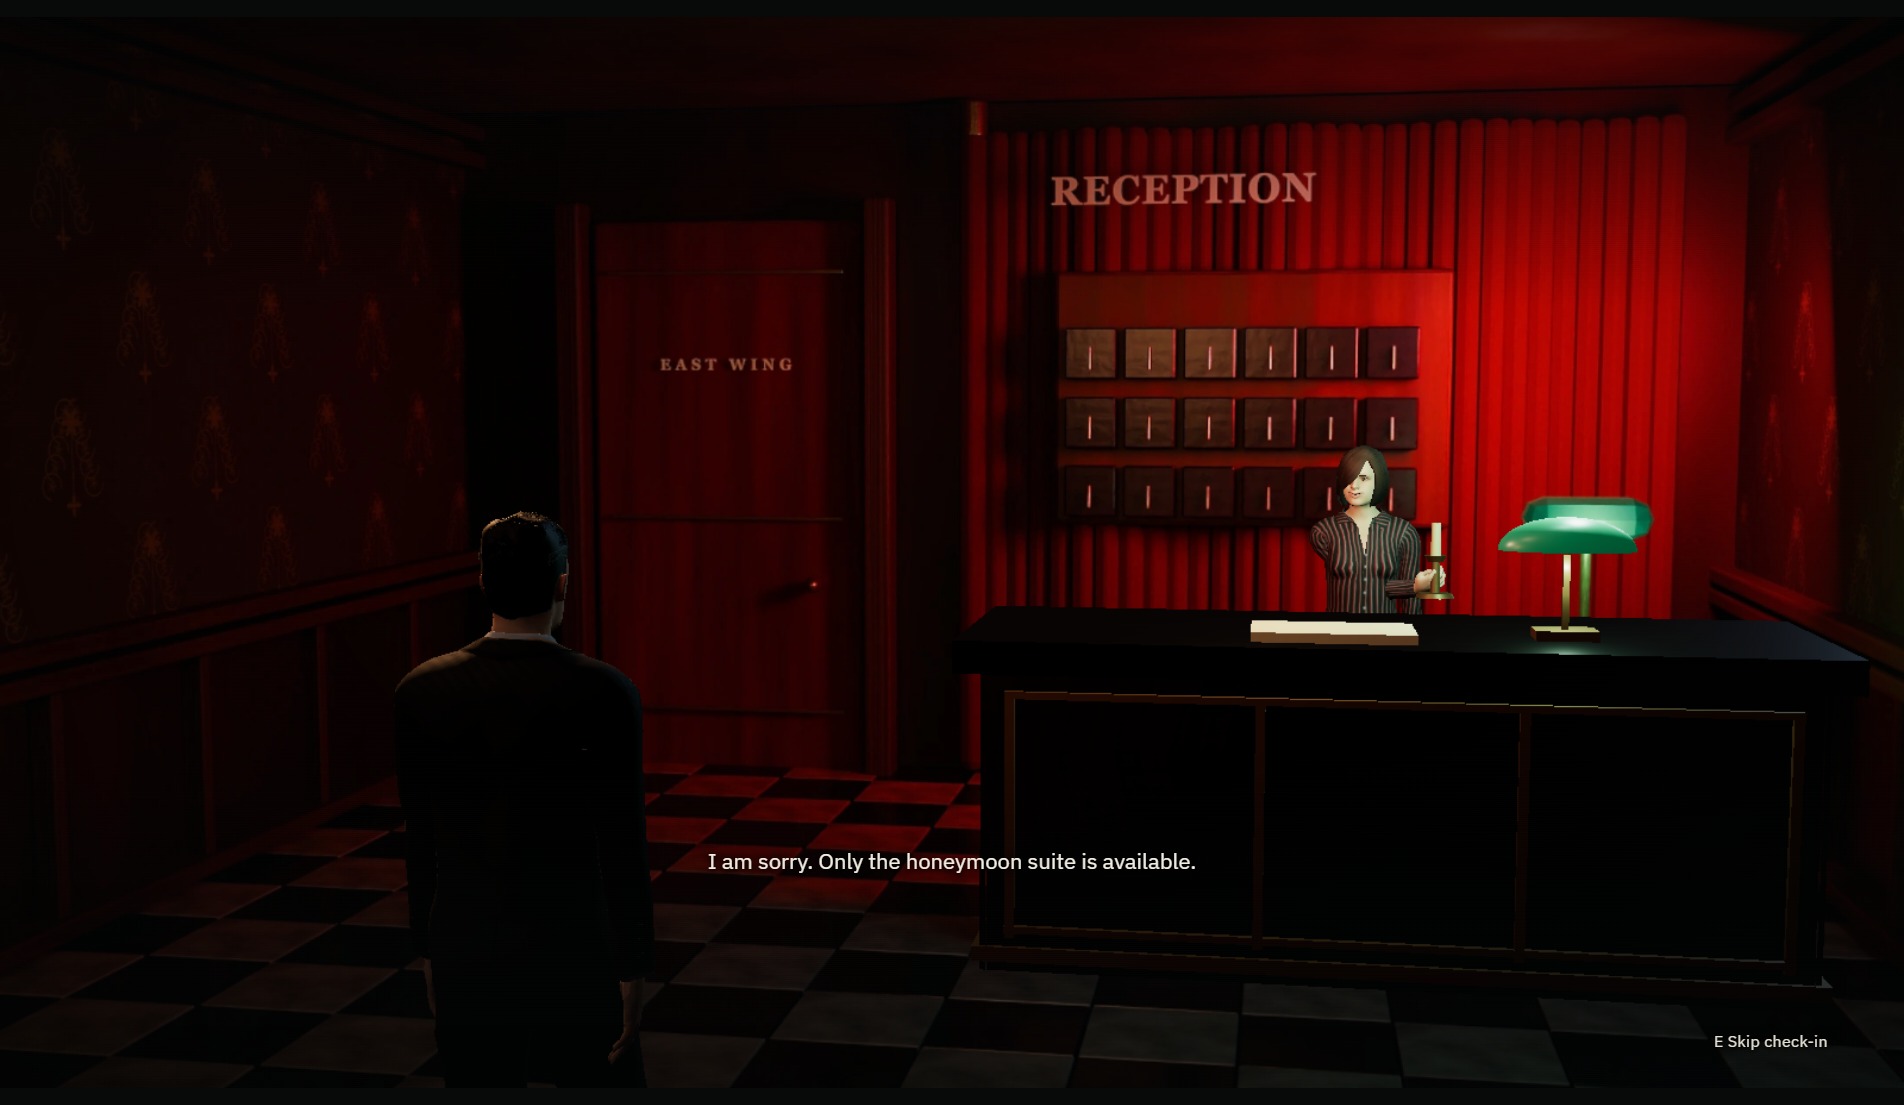 RECEPTION
EAST WING
I am sorry. Only the honeymoon suite is available.
E Skip check-in